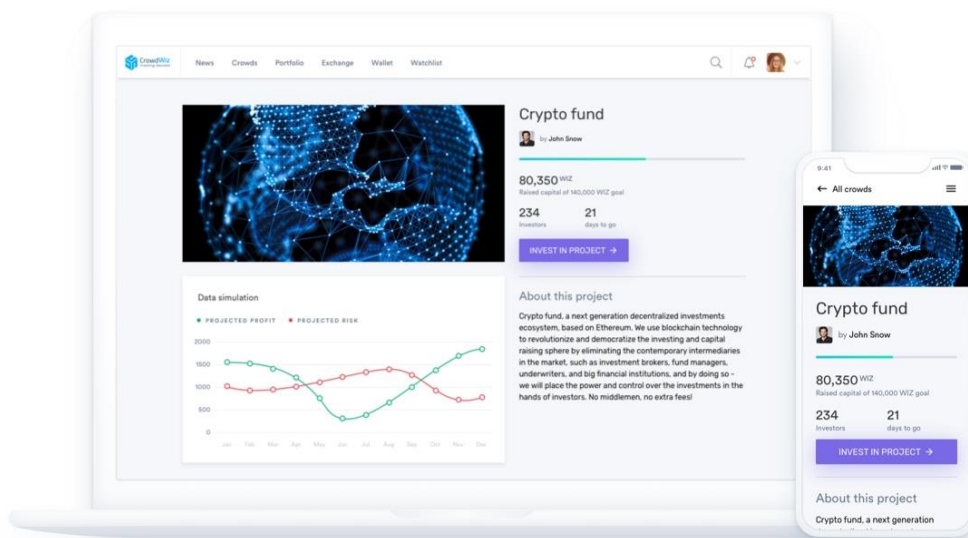 CrowdWiz
News Crowds Portfolio Exchange Wallet Watchlist
Crypto fund
by John Snow
80,350 WIZ
Raised capital of 140,000 WIZ goal
234 21
Investors days to go
INVEST IN PROJECT →
Data simulation
PROJECTED PROFIT PROJECTED RISK
2000
1500
1000
500
0
Jan Feb Mar Apr May Jun Jul Aug Sep Oct Nov Dec
About this project
Crypto fund, a next generation decentralized investments
ecosystem, based on Ethereum. We use blockchain technology
to revolutionize and democratize the investing and capital
raising sphere by eliminating the contemporary intermediaries
in the market, such as investment brokers, fund managers,
underwriters, and big financial institutions, and by doing so -
we will place the power and control over the investments in the
hands of investors. No middlemen, no extra fees!
9:41
← All crowds
Crypto fund
by John Snow
80,350 WIZ
Raised capital of 140,000 WIZ goal
234 21
Investors days to go
INVEST IN PROJECT →
About this project
Crypto fund, a next generation